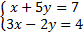 x + 5y = 7
3x − 2y = 4